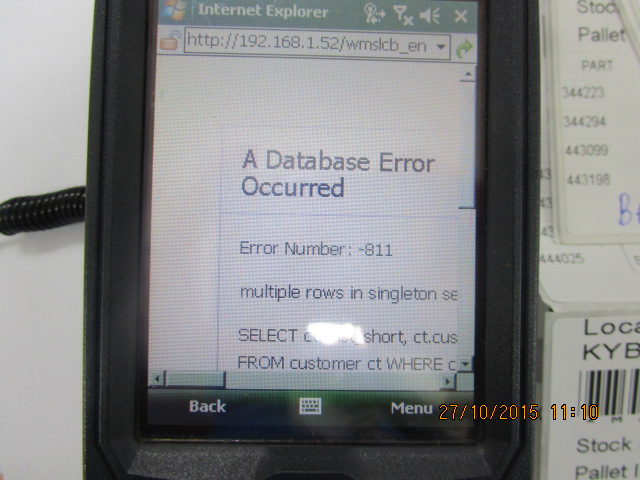 Internet Explorer
http://192.168.1.52/wmslcb_en
A Database Error
Occurred
Error Number: -811
multiple rows in singleton se
SELECT short, ct.cus
FROM customer ct WHERE c
Back
Menu
27/10/2015 11:10
Stoc
Pallet
PART
344223
344294
443099
443198
444025
Loca
KYB
M
Stock
Pallet I